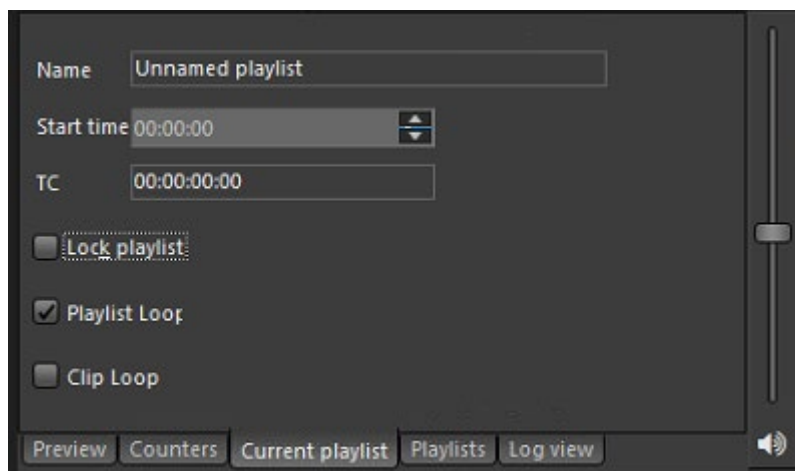 Name Unnamed playlist
Start time 00:00:00
TC 00:00:00:00
Lock playlist
Playlist Loop
Clip Loop
Preview Counters Current playlist Playlists Log view